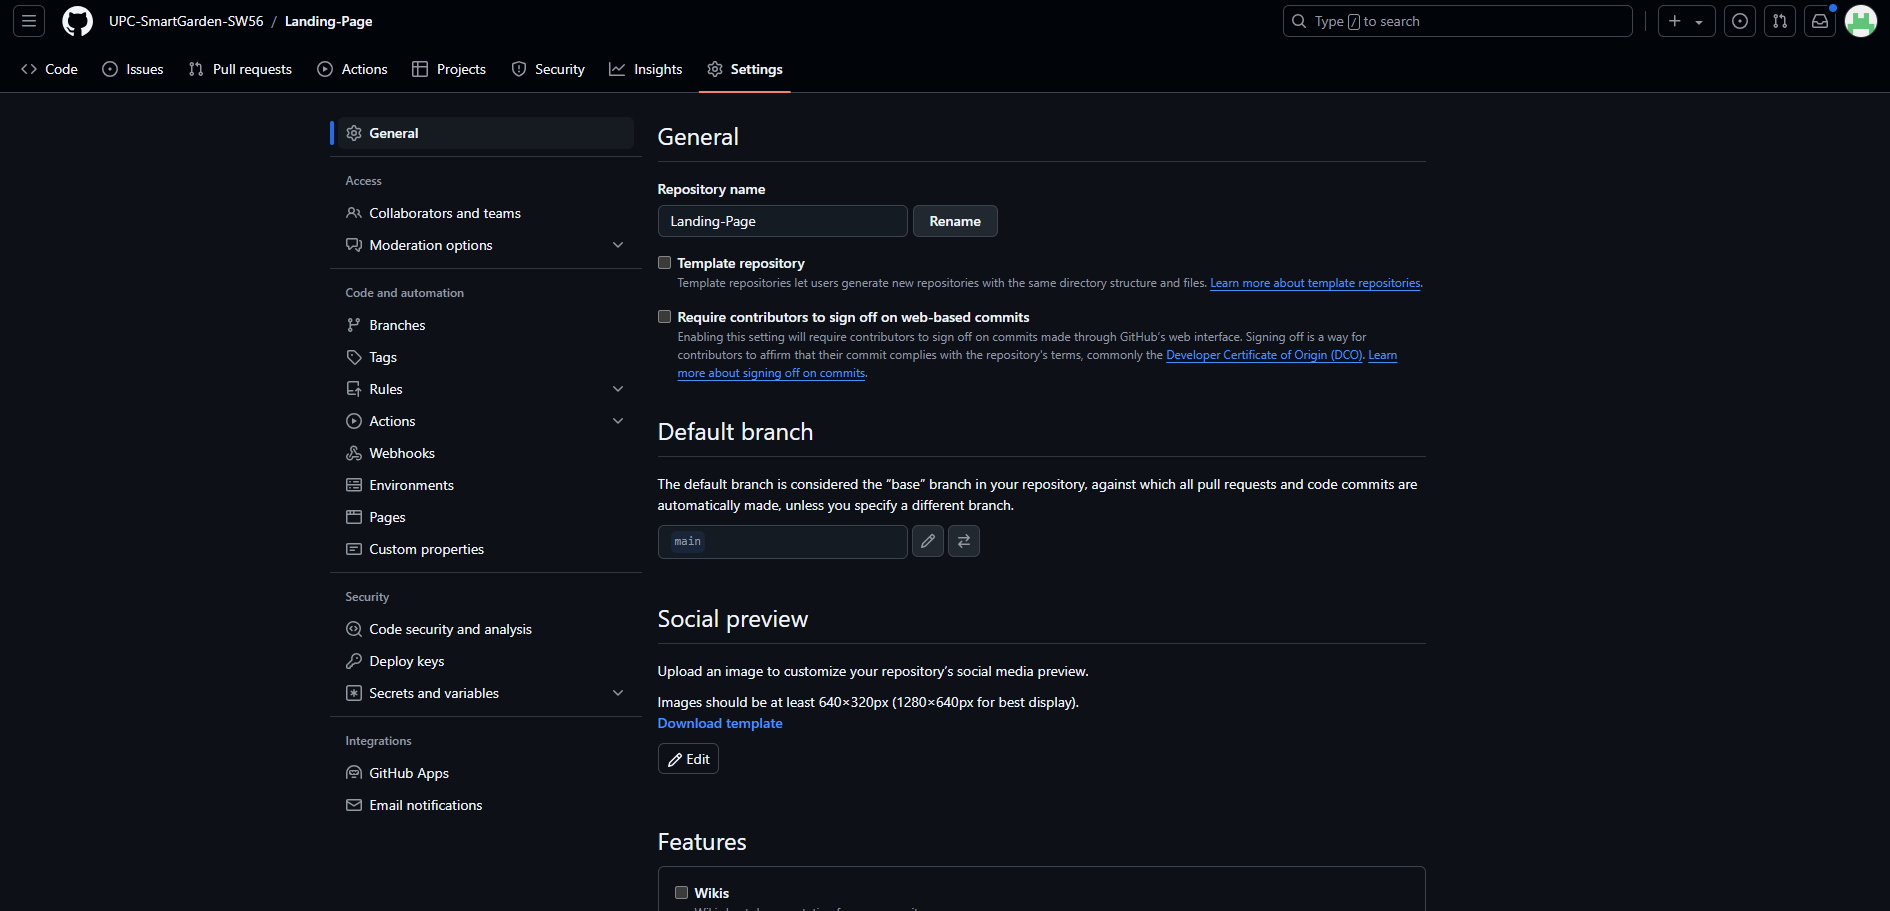 UPC-SmartGarden-SW56 / Landing-Page
Type / to search
Code
Issues
Pull requests
Actions
Projects
Security
Insights
Settings
General
Access
Collaborators and teams
Moderation options
Code and automation
Branches
Tags
Rules
Actions
Webhooks
Environments
Pages
Custom properties
Security
Code security and analysis
Deploy keys
Secrets and variables
Integrations
GitHub Apps
Email notifications
General
Repository name
Landing-Page
Rename
Template repository
Template repositories let users generate new repositories with the same directory structure and files. Learn more about template repositories.
Require contributors to sign off on web-based commits
Enabling this setting will require contributors to sign off on commits made through GitHub's web interface. Signing off is a way for
contributors to affirm that their commit complies with the repository's terms, commonly the Developer Certificate of Origin (DCO). Learn
more about signing off on commits.
Default branch
The default branch is considered the “base” branch in your repository, against which all pull requests and code commits are
automatically made, unless you specify a different branch.
main
Social preview
Upload an image to customize your repository’s social media preview.
Images should be at least 640×320px (1280×640px for best display).
Download template
Edit
Features
Wikis